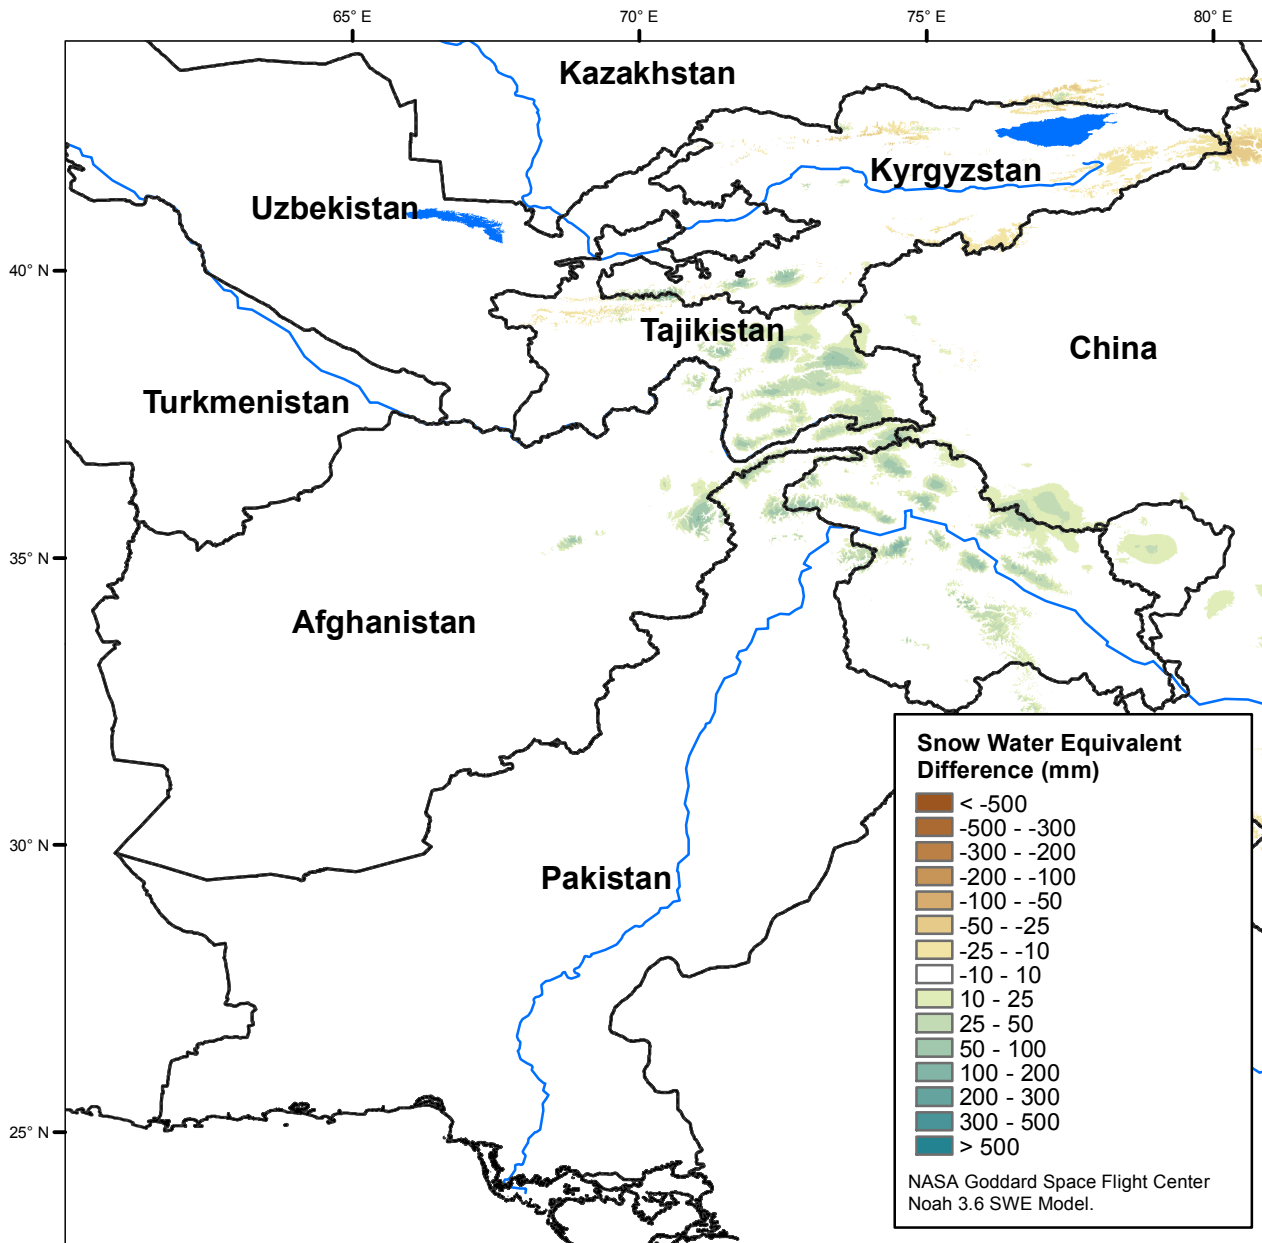 65° E
70° E
75° E
80° E
Kazakhstan
Kyrgyzstan
Uzbekistan
40° N
Tajikistan
China
Turkmenistan
35° N
Afghanistan
Snow Water Equivalent
Difference (mm)
< -500
-500 - -300
-300 - -200
-200 - -100
-100 - -50
-50 - -25
-25 - -10
-10 - 10
10 - 25
25 - 50
50 - 100
100 - 200
200 - 300
300 - 500
> 500
30° N
Pakistan
25° N
NASA Goddard Space Flight Center
Noah 3.6 SWE Model.